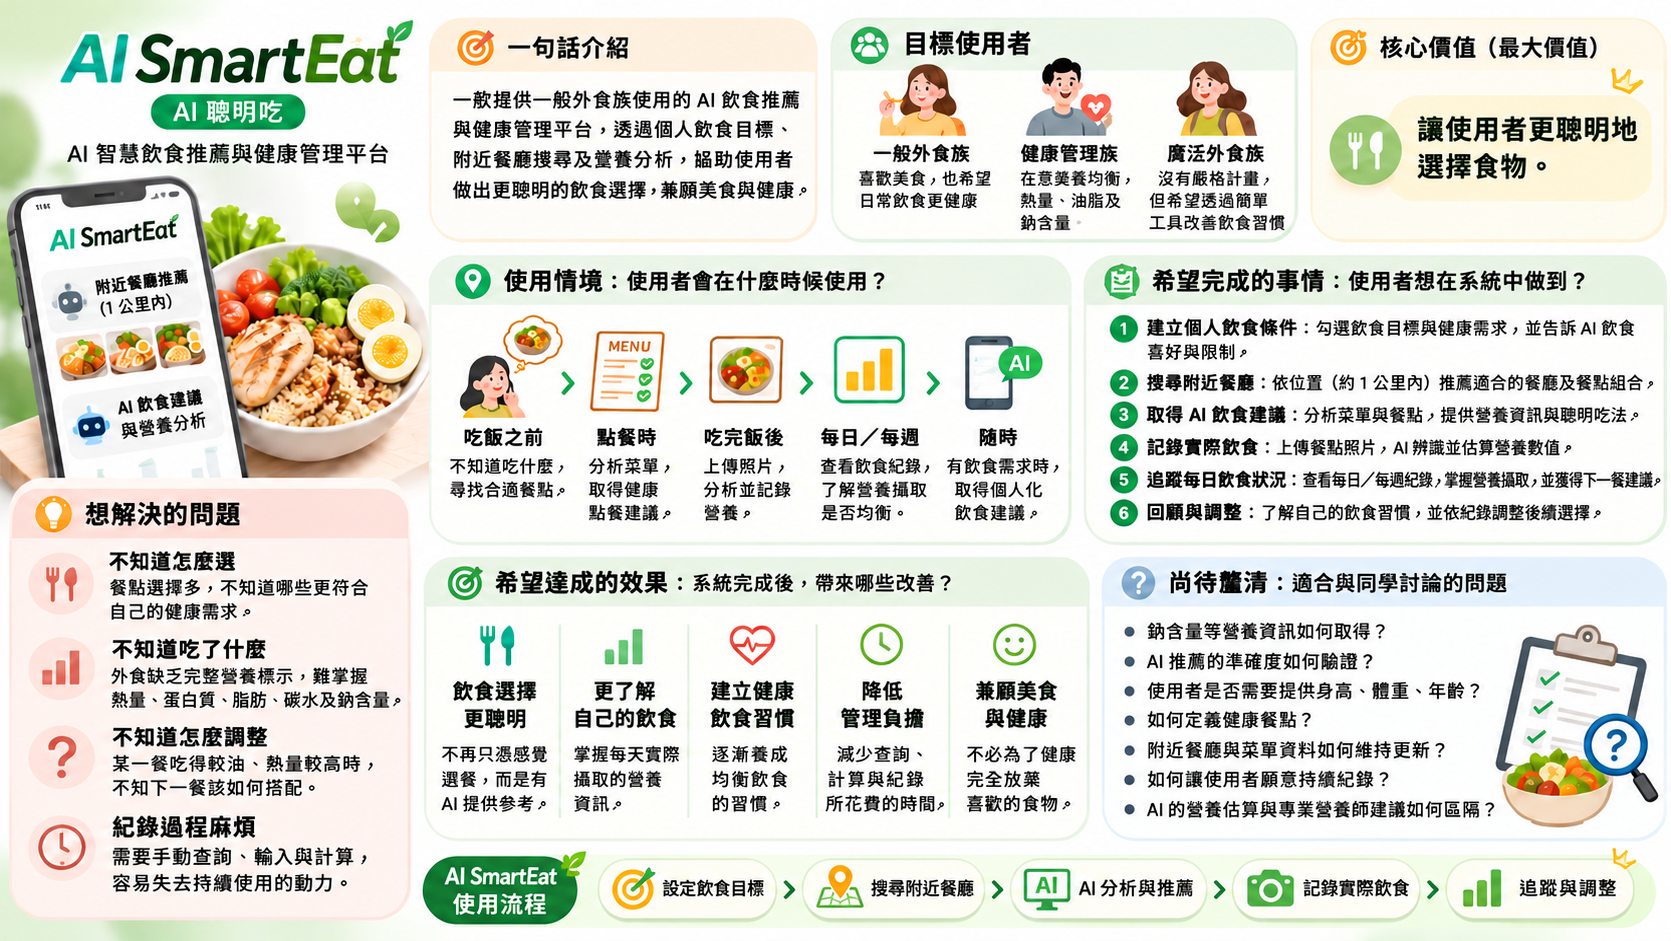 AI SmartEat
AI 聰明吃
AI 智慧飲食推薦與健康管理平台
AI SmartEat
附近餐廳推薦
(1 公里內)
AI 飲食建議
與營養分析
一句話介紹
一款提供一般外食族使用的 AI 飲食推薦
與健康管理平台，透過個人飲食目標、
附近餐廳搜尋及營養分析，協助使用者
做出更聰明的飲食選擇，兼顧美食與健康。
目標使用者
一般外食族
喜歡美食，也希望
日常飲食更健康
健康管理族
在意營養均衡，
熱量、油脂及
鈉含量。
廣泛外食族
沒有嚴格計畫，
但希望透過簡單
工具改善飲食習慣
核心價值（最大價值）
讓使用者更聰明地
選擇食物。
使用情境：使用者會在什麼時候使用？
MENU
AI
吃飯之前
不知道吃什麼，
尋找合適餐點。
點餐時
分析菜單，
取得健康
點餐建議。
吃完飯後
上傳照片，
分析並記錄
營養。
每日／每週
查看飲食紀錄，
了解營養攝取
是否均衡。
隨時
有飲食需求時，
取得個人化
飲食建議。
希望完成的事情：使用者想在系統中做到？
1 建立個人飲食條件：勾選飲食目標與健康需求，並告訴 AI 飲食
喜好與限制。
2 搜尋附近餐廳：依位置（約 1 公里內）推薦適合的餐廳及餐點組合。
3 取得 AI 飲食建議：分析菜單與餐點，提供營養資訊與聰明吃法。
4 記錄實際飲食：上傳餐點照片，AI 辨識並估算營養數值。
5 追蹤每日飲食狀況：查看每日／每週紀錄，掌握營養攝取，並獲得下一餐建議。
6 回顧與調整：了解自己的飲食習慣，並依紀錄調整後續選擇。
想解決的問題
不知道怎麼選
餐點選擇多，不知道哪些更符合
自己的健康需求。
不知道吃了什麼
外食缺乏完整營養標示，難掌握
熱量、蛋白質、脂肪、碳水及鈉含量。
不知道怎麼調整
某一餐吃得較油、熱量較高時，
不知下一餐該如何搭配。
紀錄過程麻煩
需要手動查詢、輸入與計算，
容易失去持續使用的動力。
希望達成的效果：系統完成後，帶來哪些改善？
飲食選擇
更聰明
不再只憑感覺
選餐，而是有
AI 提供參考。
更了解
自己的飲食
掌握每天實際
攝取的營養
資訊。
建立健康
飲食習慣
逐漸養成
均衡飲食
的習慣。
降低
管理負擔
減少查詢、
計算與紀錄
所花費的時間。
兼顧美食
與健康
不必為了健康
完全放棄
喜歡的食物。
尚待釐清：適合與同學討論的問題
鈉含量等營養資訊如何取得？
AI 推薦的準確度如何驗證？
使用者是否需要提供身高、體重、年齡？
如何定義健康餐點？
附近餐廳與菜單資料如何維持更新？
如何讓使用者願意持續紀錄？
AI 的營養估算與專業營養師建議如何區隔？
AI SmartEat
使用流程
設定飲食目標
搜尋附近餐廳
AI
AI 分析與推薦
記錄實際飲食
追蹤與調整